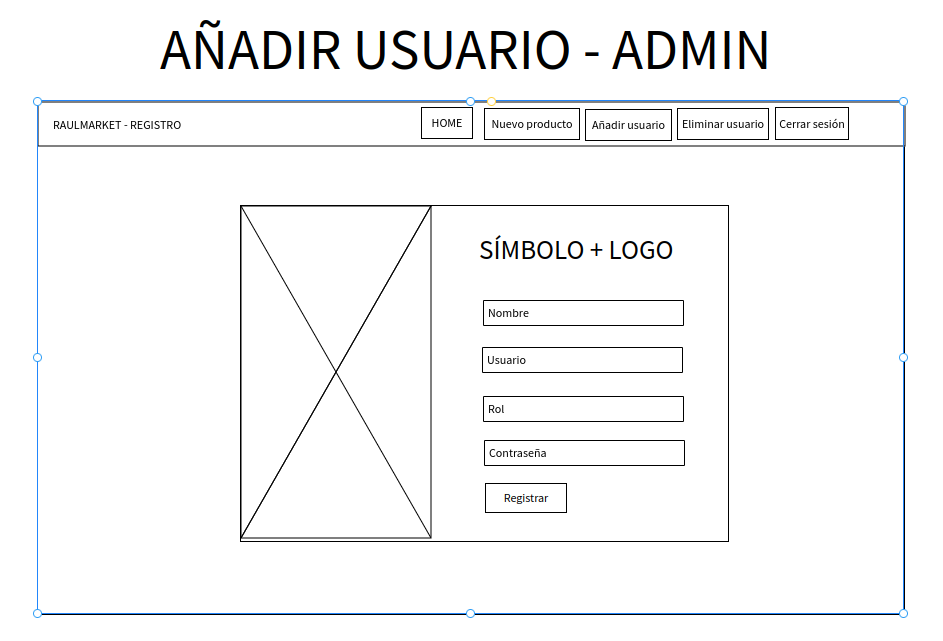 AÑADIR USUARIO - ADMIN
RAULMARKET - REGISTRO
HOME
Nuevo producto
Añadir usuario
Eliminar usuario
Cerrar sesión
SÍMBOLO + LOGO
Nombre
Usuario
Rol
Contraseña
Registrar